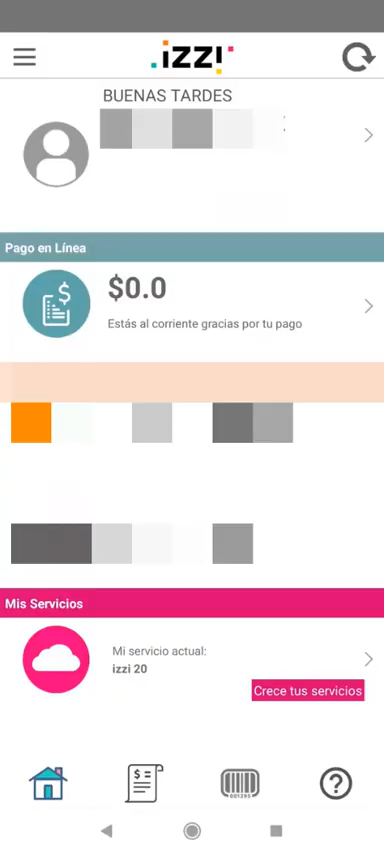 izzi
BUENAS TARDES
Pago en Línea
$0.0
Estás al corriente gracias por tu pago
Mis Servicios
Mi servicio actual:
izzi 20
Crece tus servicios